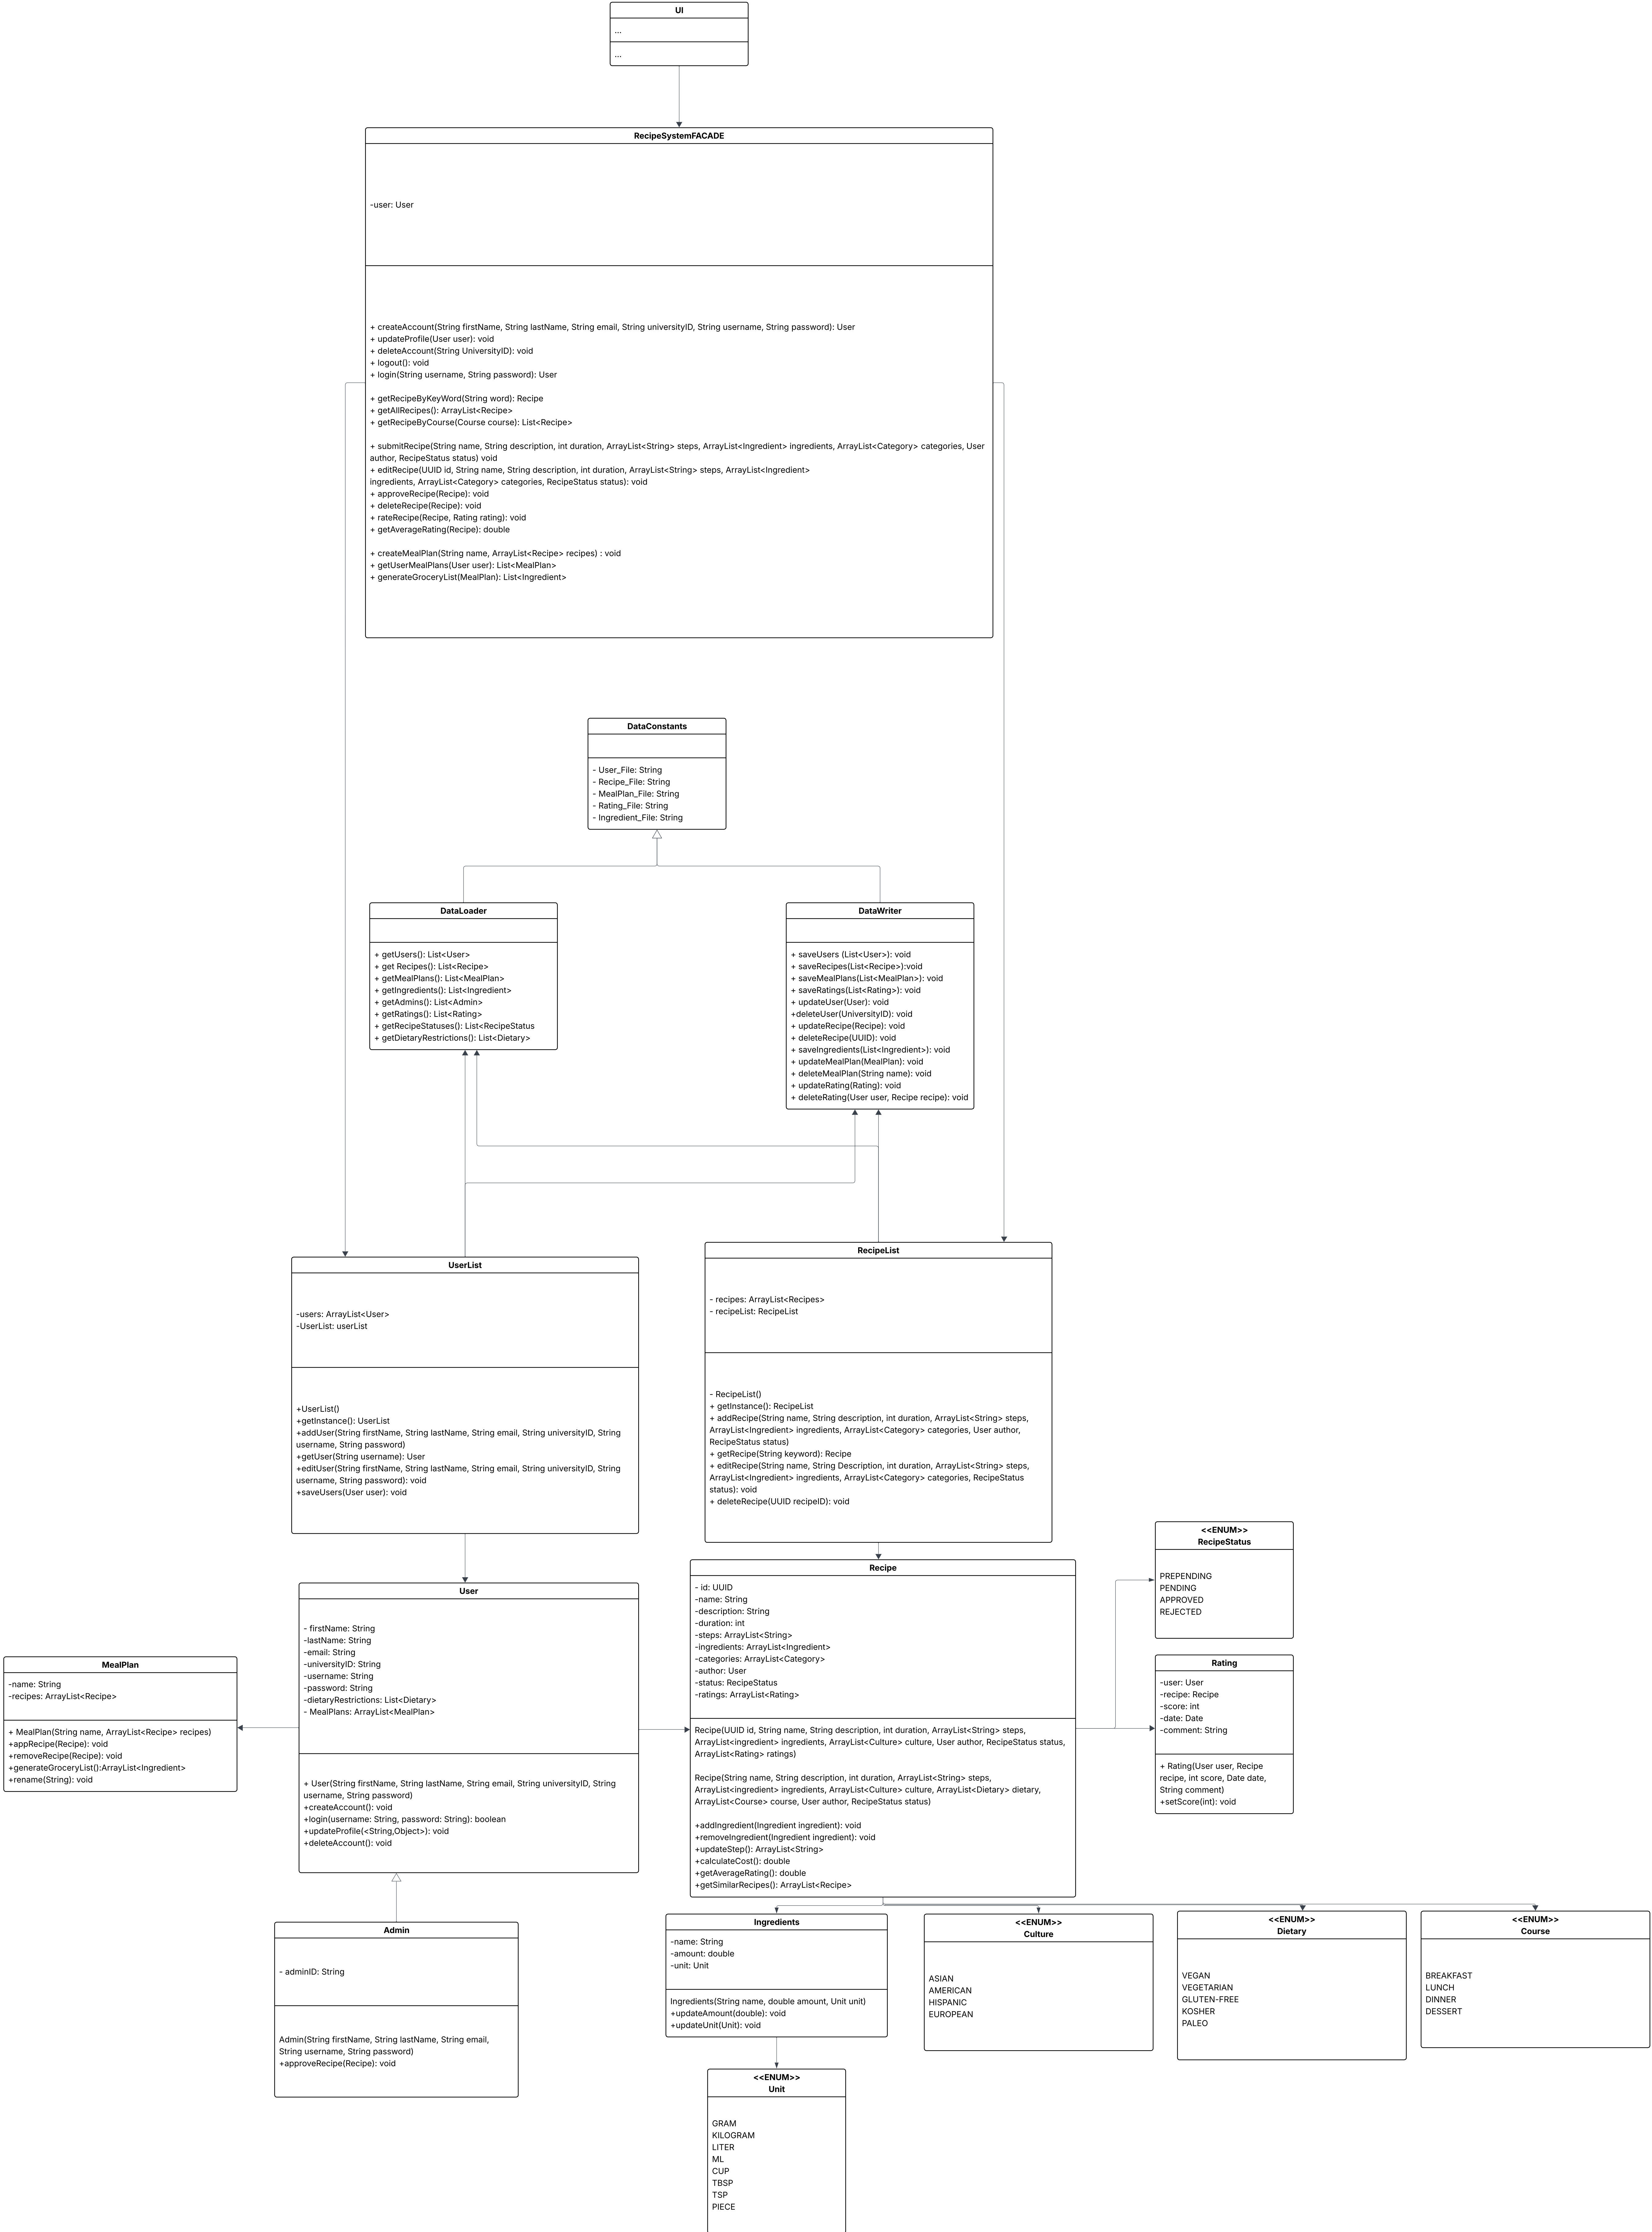 UI
...
...
RecipeSystemFACADE
-user: User
+ createAccount(String firstName, String lastName, String email, String universityID, String username, String password): User
+ updateProfile(User user): void
+ deleteAccount(String UniversityID): void
+ logout(): void
+ login(String username, String password): User
+ getRecipeByKeyWord(String word): Recipe
+ getAllRecipes(): ArrayList<Recipe>
+ getRecipeByCourse(Course course): List<Recipe>
+ submitRecipe(String name, String description, int duration, ArrayList<String> steps, ArrayList<Ingredient> ingredients, ArrayList<Category> categories, User
author, RecipeStatus status) void
+ editRecipe(UUID id, String name, String description, int duration, ArrayList<String> steps, ArrayList<Ingredient>
ingredients, ArrayList<Category> categories, RecipeStatus status): void
+ approveRecipe(Recipe): void
+ deleteRecipe(Recipe): void
+ rateRecipe(Recipe, Rating rating): void
+ getAverageRating(Recipe): double
+ createMealPlan(String name, ArrayList<Recipe> recipes) : void
+ getUserMealPlans(User user): List<MealPlan>
+ generateGroceryList(MealPlan): List<Ingredient>
DataConstants
- User_File: String
- Recipe_File: String
- MealPlan_File: String
- Rating_File: String
- Ingredient_File: String
DataLoader
+ getUsers(): List<User>
+ get Recipes(): List<Recipe>
+ getMealPlans(): List<MealPlan>
+ getIngredients(): List<Ingredient>
+ getAdmins(): List<Admin>
+ getRatings(): List<Rating>
+ getRecipeStatuses(): List<RecipeStatus
+ getDietaryRestrictions(): List<Dietary>
DataWriter
+ saveUsers (List<User>): void
+ saveRecipes(List<Recipe>):void
+ saveMealPlans(List<MealPlan>): void
+ saveRatings(List<Rating>): void
+ updateUser(User): void
+deleteUser(UniversityID): void
+ updateRecipe(Recipe): void
+ deleteRecipe(UUID): void
+ saveIngredients(List<Ingredient>): void
+ updateMealPlan(MealPlan): void
+ deleteMealPlan(String name): void
+ updateRating(Rating): void
+ deleteRating(User user, Recipe recipe): void
UserList
-users: ArrayList<User>
-UserList: userList
+UserList()
+getInstance(): UserList
+addUser(String firstName, String lastName, String email, String universityID, String
username, String password)
+getUser(String username): User
+editUser(String firstName, String lastName, String email, String universityID, String
username, String password): void
+saveUsers(User user): void
RecipeList
- recipes: ArrayList<Recipes>
- recipeList: RecipeList
- RecipeList()
+ getInstance(): RecipeList
+ addRecipe(String name, String description, int duration, ArrayList<String> steps,
ArrayList<Ingredient> ingredients, ArrayList<Category> categories, User author,
RecipeStatus status)
+ getRecipe(String keyword): Recipe
+ editRecipe(String name, String Description, int duration, ArrayList<String> steps,
ArrayList<Ingredient> ingredients, ArrayList<Category> categories, RecipeStatus
status): void
+ deleteRecipe(UUID recipeID): void
<<ENUM>>
RecipeStatus
PREPENDING
PENDING
APPROVED
REJECTED
MealPlan
-name: String
-recipes: ArrayList<Recipe>
+ MealPlan(String name, ArrayList<Recipe> recipes)
+appRecipe(Recipe): void
+removeRecipe(Recipe): void
+generateGroceryList():ArrayList<Ingredient>
+rename(String): void
User
- firstName: String
-lastName: String
-email: String
-universityID: String
-username: String
-password: String
-dietaryRestrictions: List<Dietary>
- MealPlans: ArrayList<MealPlan>
+ User(String firstName, String lastName, String email, String universityID, String
username, String password)
+createAccount(): void
+login(username: String, password: String): boolean
+updateProfile(<String,Object>): void
+deleteAccount(): void
Recipe
- id: UUID
-name: String
-description: String
-duration: int
-steps: ArrayList<String>
-ingredients: ArrayList<Ingredient>
-categories: ArrayList<Category>
-author: User
-status: RecipeStatus
-ratings: ArrayList<Rating>
Recipe(UUID id, String name, String description, int duration, ArrayList<String> steps,
ArrayList<ingredient> ingredients, ArrayList<Culture> culture, User author, RecipeStatus status,
ArrayList<Rating> ratings)
Recipe(String name, String description, int duration, ArrayList<String> steps,
ArrayList<ingredient> ingredients, ArrayList<Culture> culture, ArrayList<Dietary> dietary,
ArrayList<Course> course, User author, RecipeStatus status)
+addIngredient(Ingredient ingredient): void
+removeIngredient(Ingredient ingredient): void
+updateStep(): ArrayList<String>
+calculateCost(): double
+getAverageRating(): double
+getSimilarRecipes(): ArrayList<Recipe>
Rating
-user: User
-recipe: Recipe
-score: int
-date: Date
-comment: String
+ Rating(User user, Recipe
recipe, int score, Date date,
String comment)
+setScore(int): void
Admin
- adminID: String
Admin(String firstName, String lastName, String email,
String username, String password)
+approveRecipe(Recipe): void
Ingredients
-name: String
-amount: double
-unit: Unit
Ingredients(String name, double amount, Unit unit)
+updateAmount(double): void
+updateUnit(Unit): void
<<ENUM>>
Culture
ASIAN
AMERICAN
HISPANIC
EUROPEAN
<<ENUM>>
Dietary
VEGAN
VEGETARIAN
GLUTEN-FREE
KOSHER
PALEO
<<ENUM>>
Course
BREAKFAST
LUNCH
DINNER
DESSERT
<<ENUM>>
Unit
GRAM
KILOGRAM
LITER
ML
CUP
TBSP
TSP
PIECE